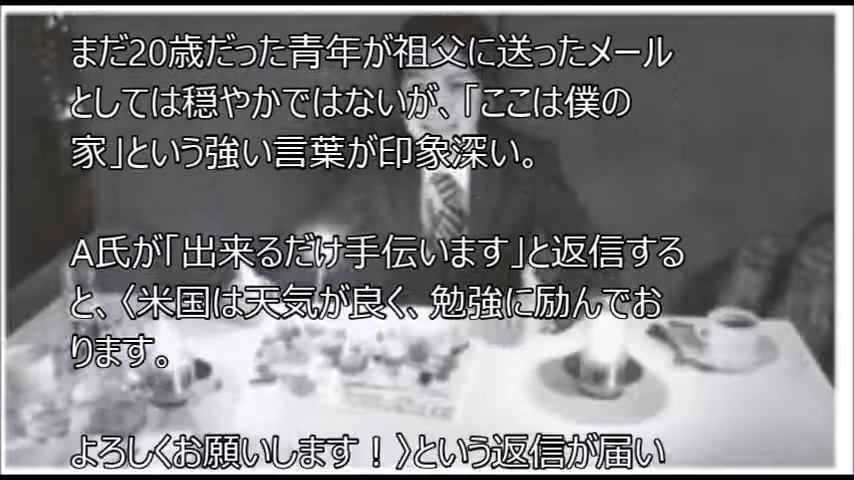 まだ20歳だった青年が祖父に送ったメール
としては穏やかではないが、「ここは僕の
家」という強い言葉が印象深い。
A氏が「出来るだけ手伝います」と返信する
と、〈米国は天気が良く、勉強に励んでお
ります。
よろしくお願いします！〉という返信が届い